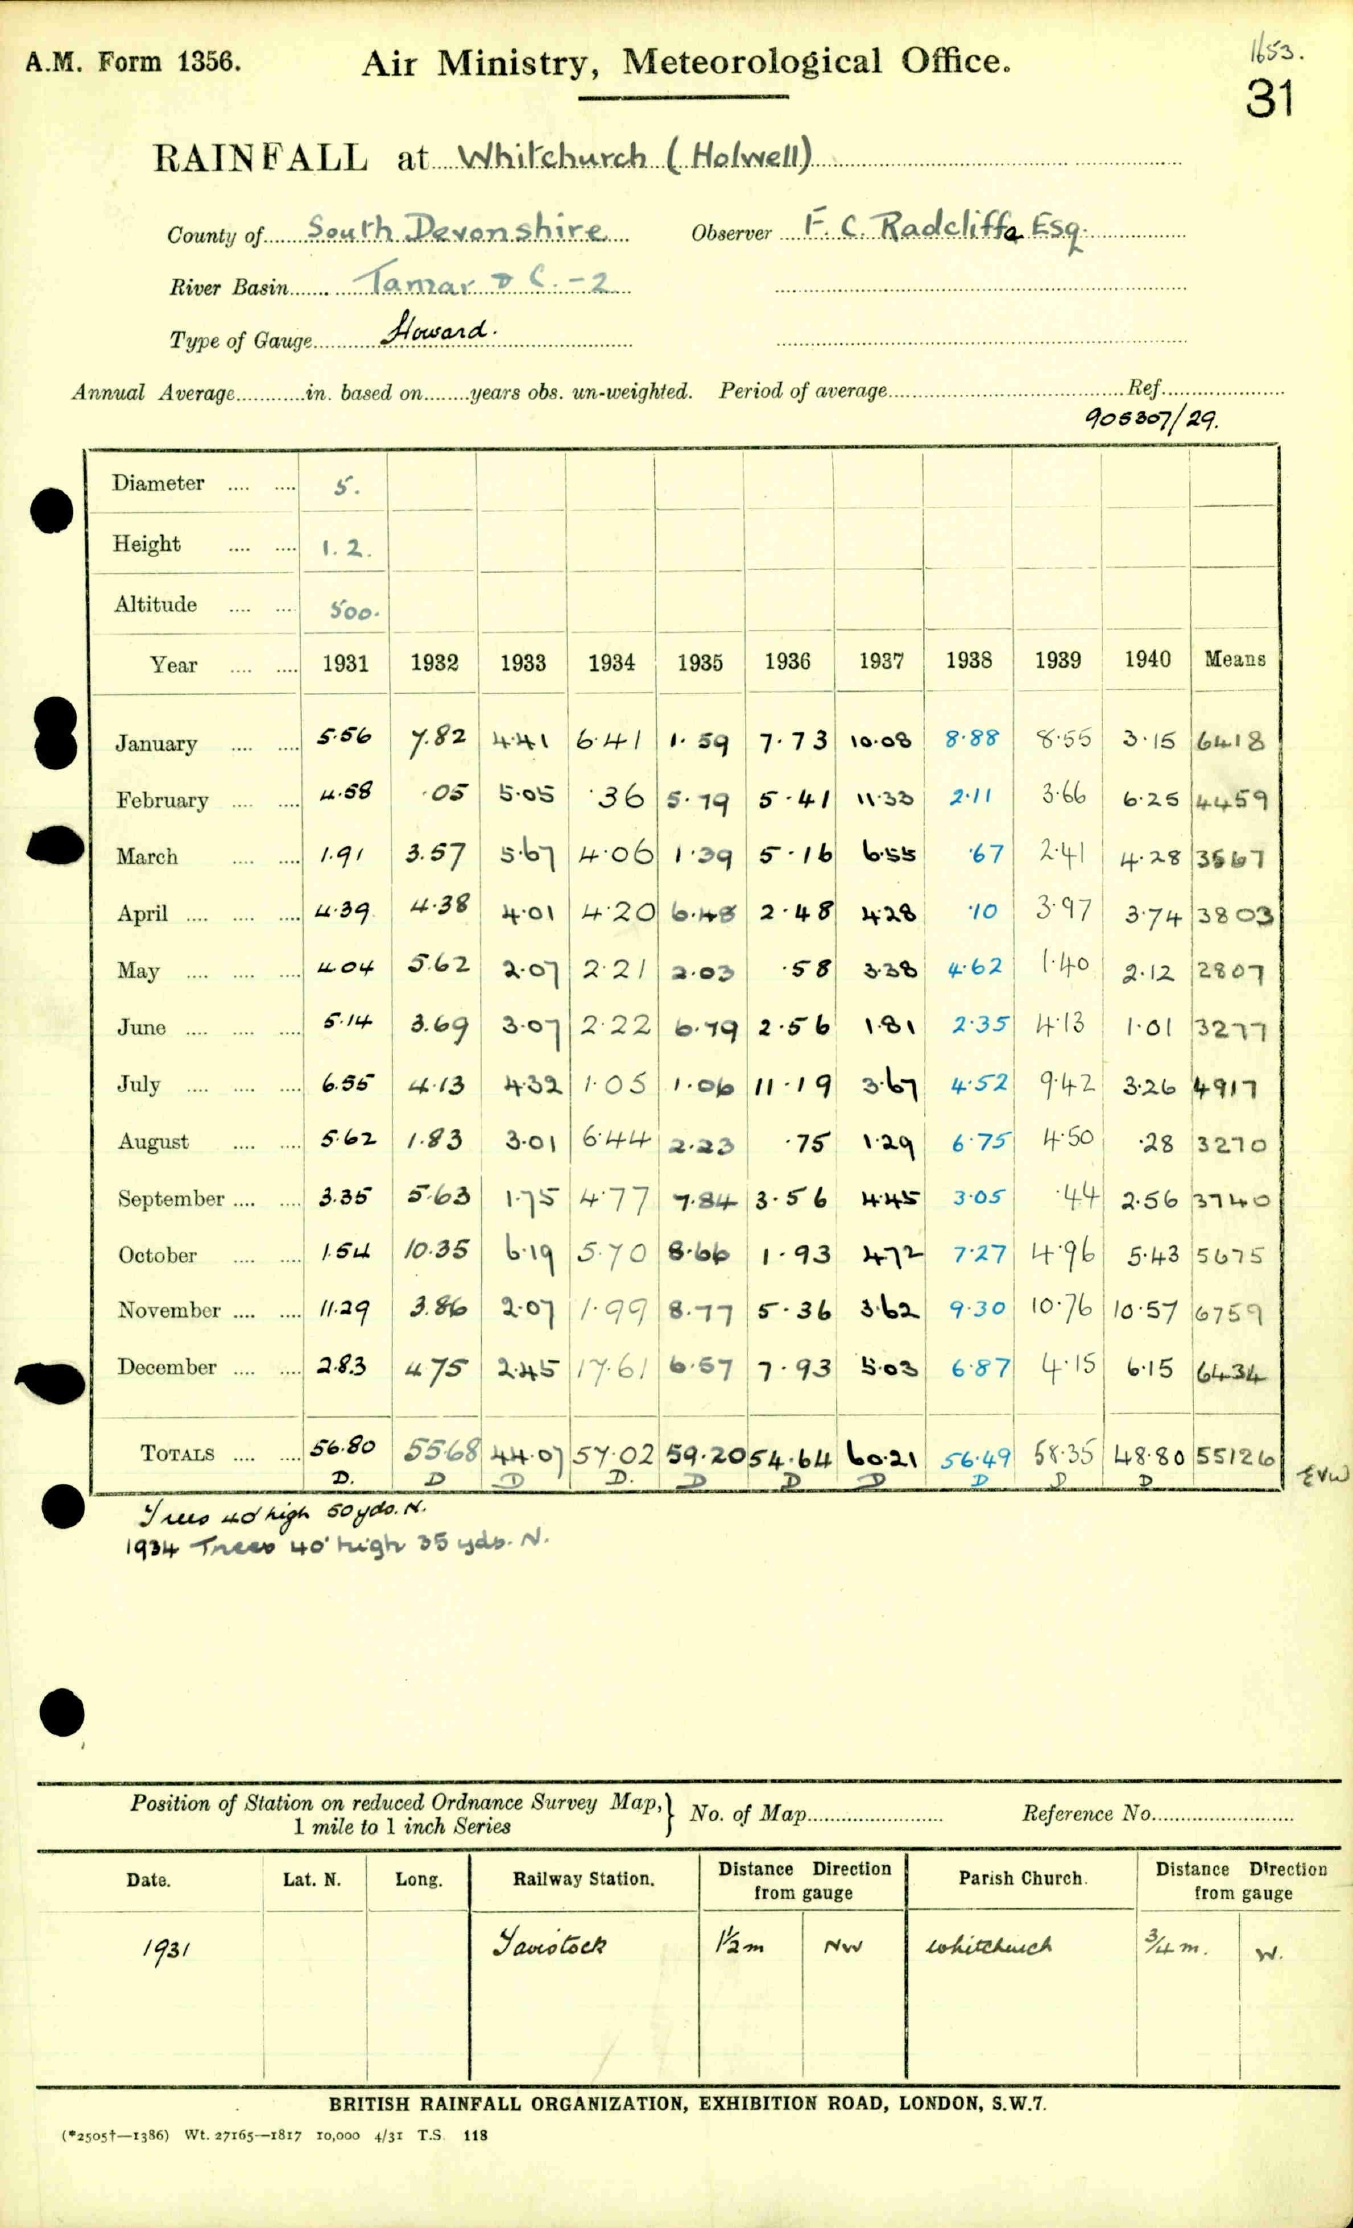 1653.
A.M. Form 1356. Air Ministry, Meteorological Office.
31
RAINFALL at Whitchurch (Holwell)
County of South Devonshire Observer F. C. Radcliffe Esq.
River Basin Tamar & C. -2
Type of Gauge Howard.
Annual Average in. based on years obs. un-weighted. Period of average Ref.
905307/29.
Diameter 5.
Height 1.2.
Altitude 500.
Year 1931 1932 1933 1934 1935 1936 1937 1938 1939 1940 Means
January 5.56 7.82 4.41 6.41 1.59 7.73 10.08 8.88 8.55 3.15 6418
February 4.58 .05 5.05 .36 5.79 5.41 11.33 2.11 3.66 6.25 4459
March 1.91 3.57 5.67 4.06 1.39 5.16 6.55 .67 2.41 4.28 3567
April 4.39 4.38 4.01 4.20 6.48 2.48 4.28 .10 3.97 3.74 3803
May 4.04 5.62 2.07 2.21 2.03 .58 3.38 4.62 1.40 2.12 2807
June 5.14 3.69 3.07 2.22 6.79 2.56 1.81 2.35 4.13 1.01 3277
July 6.55 4.13 4.32 1.05 1.06 11.19 3.67 4.52 9.42 3.26 4917
August 5.62 1.83 3.01 6.44 2.23 .75 1.29 6.75 4.50 .28 3270
September 3.35 5.63 1.75 4.77 7.84 3.56 4.45 3.05 .44 2.56 3740
October 1.54 10.35 6.19 5.70 8.66 1.93 4.72 7.27 4.96 5.43 5675
November 11.29 3.86 2.07 1.99 8.77 5.36 3.62 9.30 10.76 10.57 6759
December 2.83 4.75 2.45 17.61 6.57 7.93 5.03 6.87 4.15 6.15 6434
TOTALS 56.80 55.68 44.07 57.02 59.20 54.64 60.21 56.49 58.35 48.80 55126
D. D D D. D D D D D D EVW
Trees 40' high 50 yds. N.
1934 Trees 40' high 35 yds. N.
Position of Station on reduced Ordnance Survey Map, } No. of Map Reference No.
1 mile to 1 inch Series
Date. Lat. N. Long. Railway Station. Distance Direction from gauge Parish Church. Distance Direction from gauge
1931 Tavistock 1½ m NW Whitchurch ¾ m. W.
BRITISH RAINFALL ORGANIZATION, EXHIBITION ROAD, LONDON, S.W.7.
(*2505†—1386) Wt. 27165—1817 10,000 4/31 T.S. 118